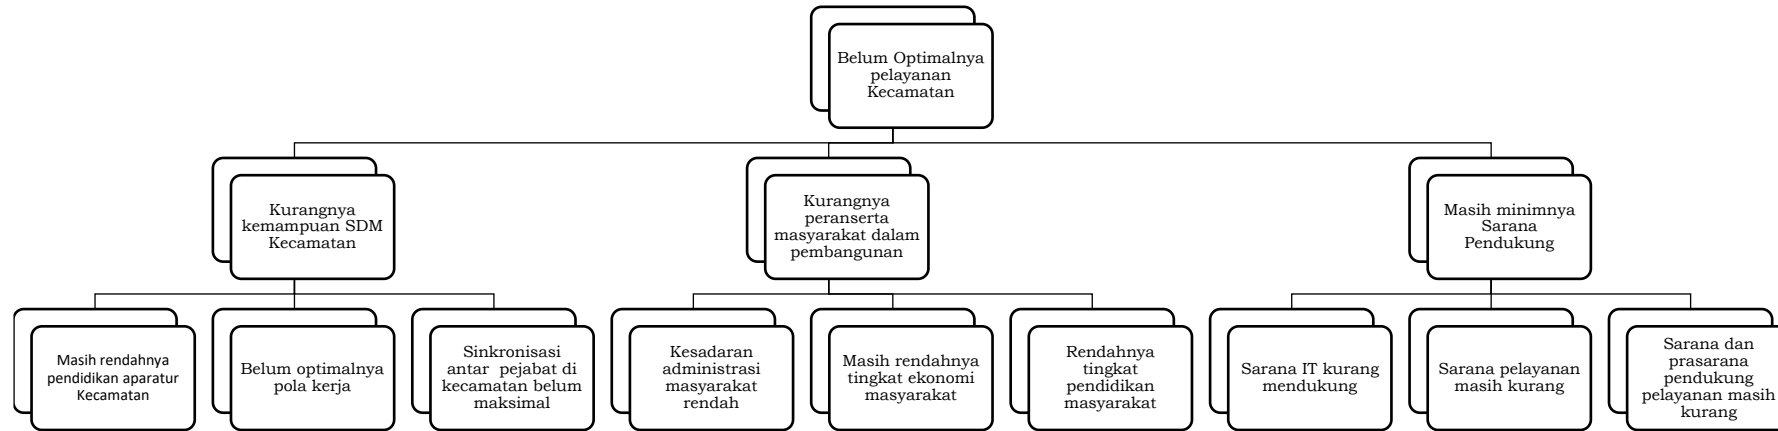 Belum Optimalnya
pelayanan
Kecamatan
Kurangnya
kemampuan SDM
Kecamatan
Kurangnya
peranserta
masyarakat dalam
pembangunan
Masih minimnya
Sarana
Pendukung
Masih rendahnya
pendidikan aparatur
Kecamatan
Belum optimalnya
pola kerja
Sinkronisasi
antar pejabat di
kecamatan belum
maksimal
Kesadaran
administrasi
masyarakat
rendah
Masih rendahnya
tingkat ekonomi
masyarakat
Rendahnya
tingkat
pendidikan
masyarakat
Sarana IT kurang
mendukung
Sarana pelayanan
masih kurang
Sarana dan
prasarana
pendukung
pelayanan masih
kurang